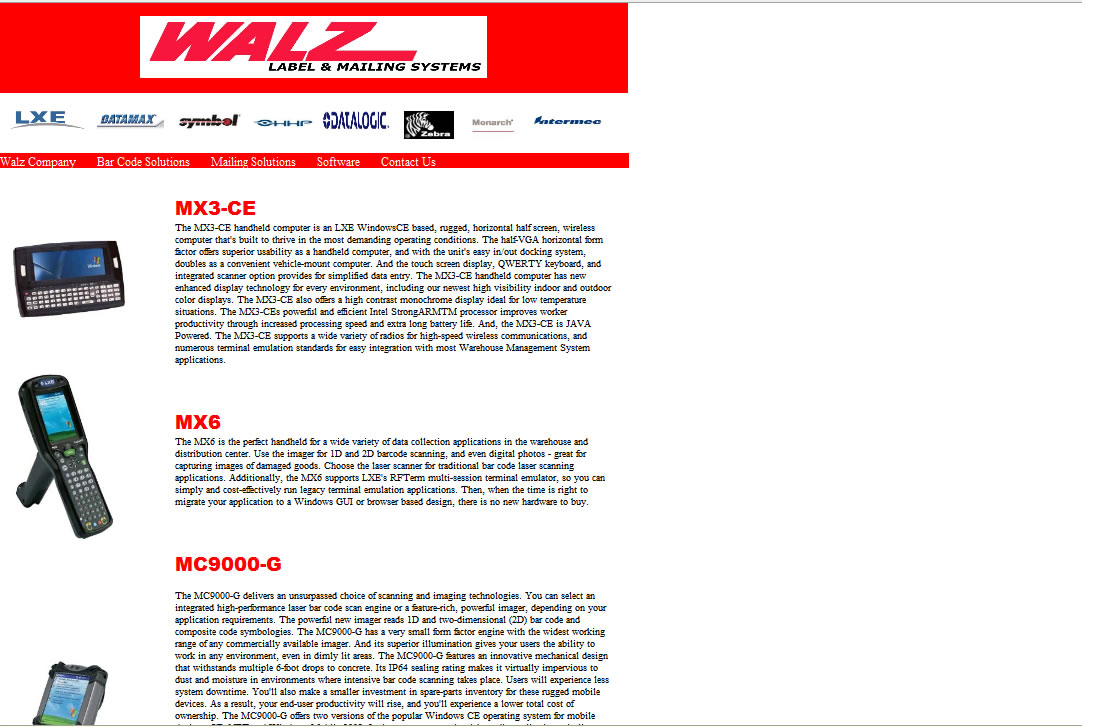 WALZ
LABEL & MAILING SYSTEMS
LXE DATAMAX symbol HHP DATALOGIC Zebra Monarch Intermec
Walz Company Bar Code Solutions Mailing Solutions Software Contact Us
MX3-CE
The MX3-CE handheld computer is an LXE WindowsCE based, rugged, horizontal half screen, wireless
computer that's built to thrive in the most demanding operating conditions. The half-VGA horizontal form
factor offers superior usability as a handheld computer, and with the unit's easy in/out docking system,
doubles as a convenient vehicle-mount computer. And the touch screen display, QWERTY keyboard, and
integrated scanner option provides for simplified data entry. The MX3-CE handheld computer has new
enhanced display technology for every environment, including our newest high visibility indoor and outdoor
color displays. The MX3-CE also offers a high contrast monochrome display ideal for low temperature
situations. The MX3-CEs powerful and efficient Intel StrongARMTM processor improves worker
productivity through increased processing speed and extra long battery life. And, the MX3-CE is JAVA
Powered. The MX3-CE supports a wide variety of radios for high-speed wireless communications, and
numerous terminal emulation standards for easy integration with most Warehouse Management System
applications.
MX6
The MX6 is the perfect handheld for a wide variety of data collection applications in the warehouse and
distribution center. Use the imager for 1D and 2D barcode scanning, and even digital photos - great for
capturing images of damaged goods. Choose the laser scanner for traditional bar code laser scanning
applications. Additionally, the MX6 supports LXE's RFTerm multi-session terminal emulator, so you can
simply and cost-effectively run legacy terminal emulation applications. Then, when the time is right to
migrate your application to a Windows GUI or browser based design, there is no new hardware to buy.
MC9000-G
The MC9000-G delivers an unsurpassed choice of scanning and imaging technologies. You can select an
integrated high-performance laser bar code scan engine or a feature-rich, powerful imager, depending on your
application requirements. The powerful new imager reads 1D and two-dimensional (2D) bar code and
composite code symbologies. The MC9000-G has a very small form factor engine with the widest working
range of any commercially available imager. And its superior illumination gives your users the ability to
work in any environment, even in dimly lit areas. The MC9000-G features an innovative mechanical design
that withstands multiple 6-foot drops to concrete. Its IP64 sealing rating makes it virtually impervious to
dust and moisture in environments where intensive bar code scanning takes place. Users will experience less
system downtime. You'll also make a smaller investment in spare-parts inventory for these rugged mobile
devices. As a result, your end-user productivity will rise, and you'll experience a lower total cost of
ownership. The MC9000-G offers two versions of the popular Windows CE operating system for mobile